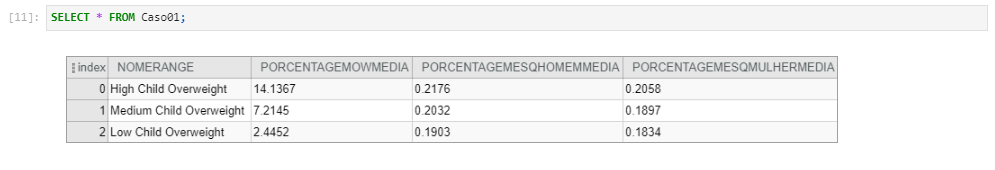 [11]: SELECT * FROM Caso01;
index NOMERANGE PORCENTAGEMOWMEDIA PORCENTAGEMESQHOMEMMEDIA PORCENTAGEMESQMULHERMEDIA
0 High Child Overweight 14.1367 0.2176 0.2058
1 Medium Child Overweight 7.2145 0.2032 0.1897
2 Low Child Overweight 2.4452 0.1903 0.1834